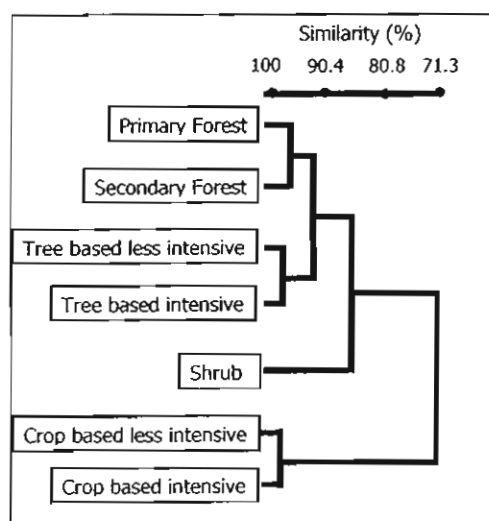 Similarity (%)
100 90.4 80.8 71.3
Primary Forest
Secondary Forest
Tree based less intensive
Tree based intensive
Shrub
Crop based less intensive
Crop based intensive